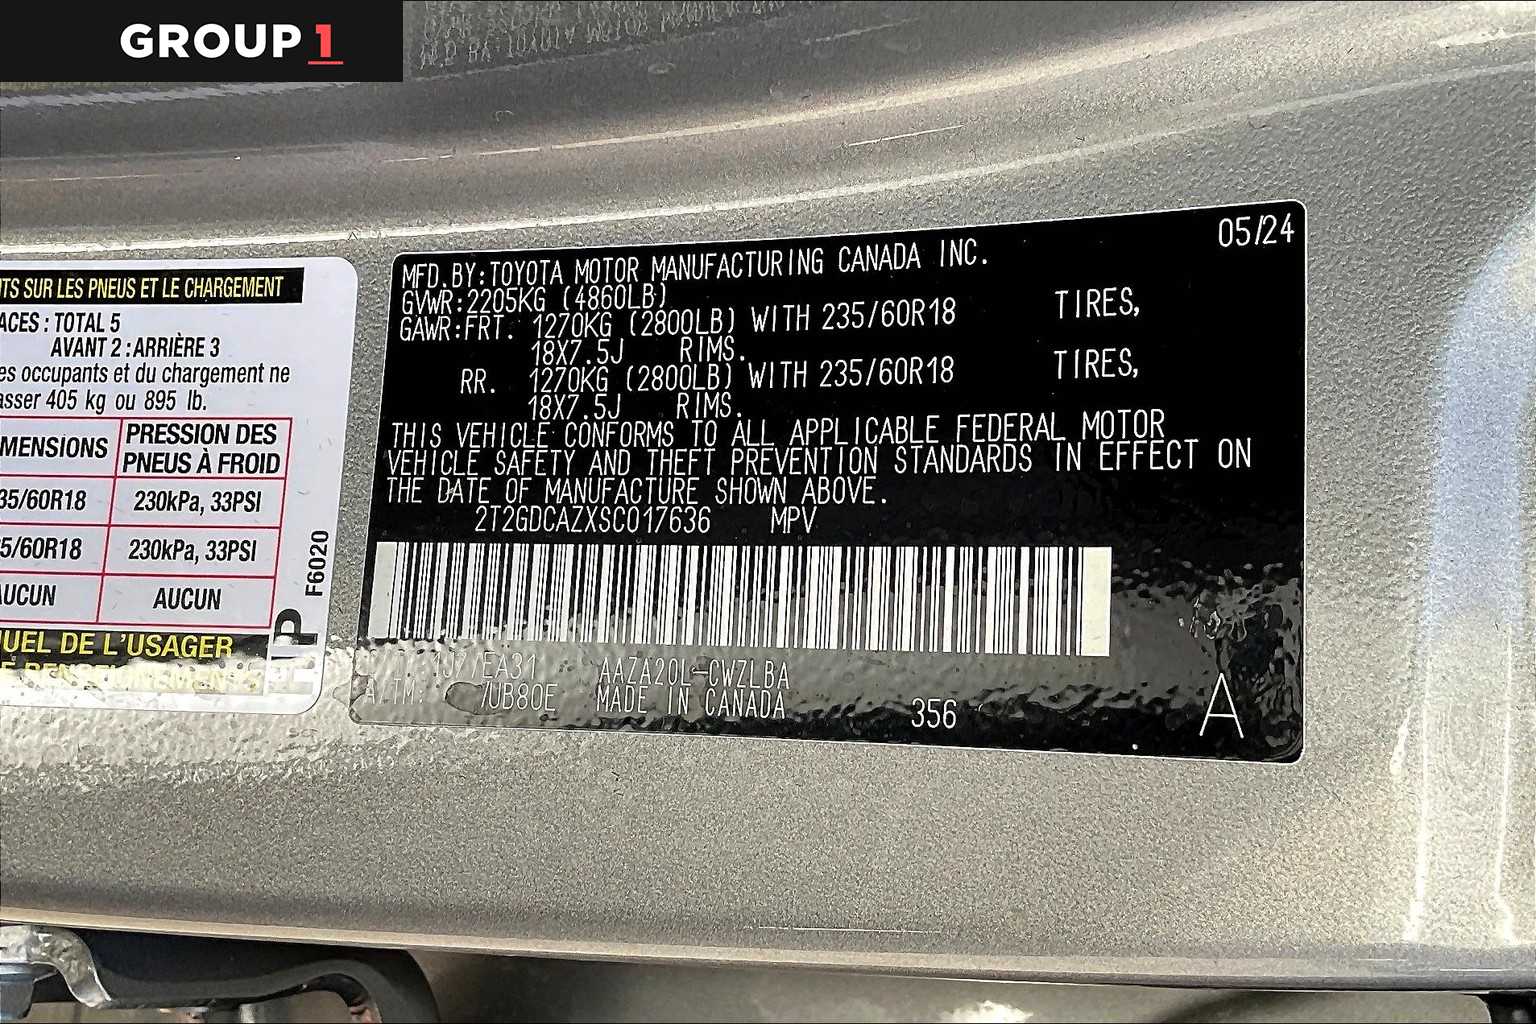 GROUP 1
ITS SUR LES PNEUS ET LE CHARGEMENT
ACES : TOTAL 5
AVANT 2 : ARRIÈRE 3
es occupants et du chargement ne
asser 405 kg ou 895 lb.
MENSIONS PRESSION DES PNEUS À FROID
35/60R18 230kPa, 33PSI
5/60R18 230kPa, 33PSI
AUCUN AUCUN
UEL DE L'USAGER
F6020
05/24
MFD.BY:TOYOTA MOTOR MANUFACTURING CANADA INC.
GVWR:2205KG (4860LB)
GAWR:FRT. 1270KG (2800LB) WITH 235/60R18 TIRES,
18X7.5J RIMS.
RR. 1270KG (2800LB) WITH 235/60R18 TIRES,
18X7.5J RIMS.
THIS VEHICLE CONFORMS TO ALL APPLICABLE FEDERAL MOTOR
VEHICLE SAFETY AND THEFT PREVENTION STANDARDS IN EFFECT ON
THE DATE OF MANUFACTURE SHOWN ABOVE.
2T2GDCAZXSC017636 MPV
EA31 AAZA20L-CWZLBA
A/TM: /UB80E MADE IN CANADA
356
A